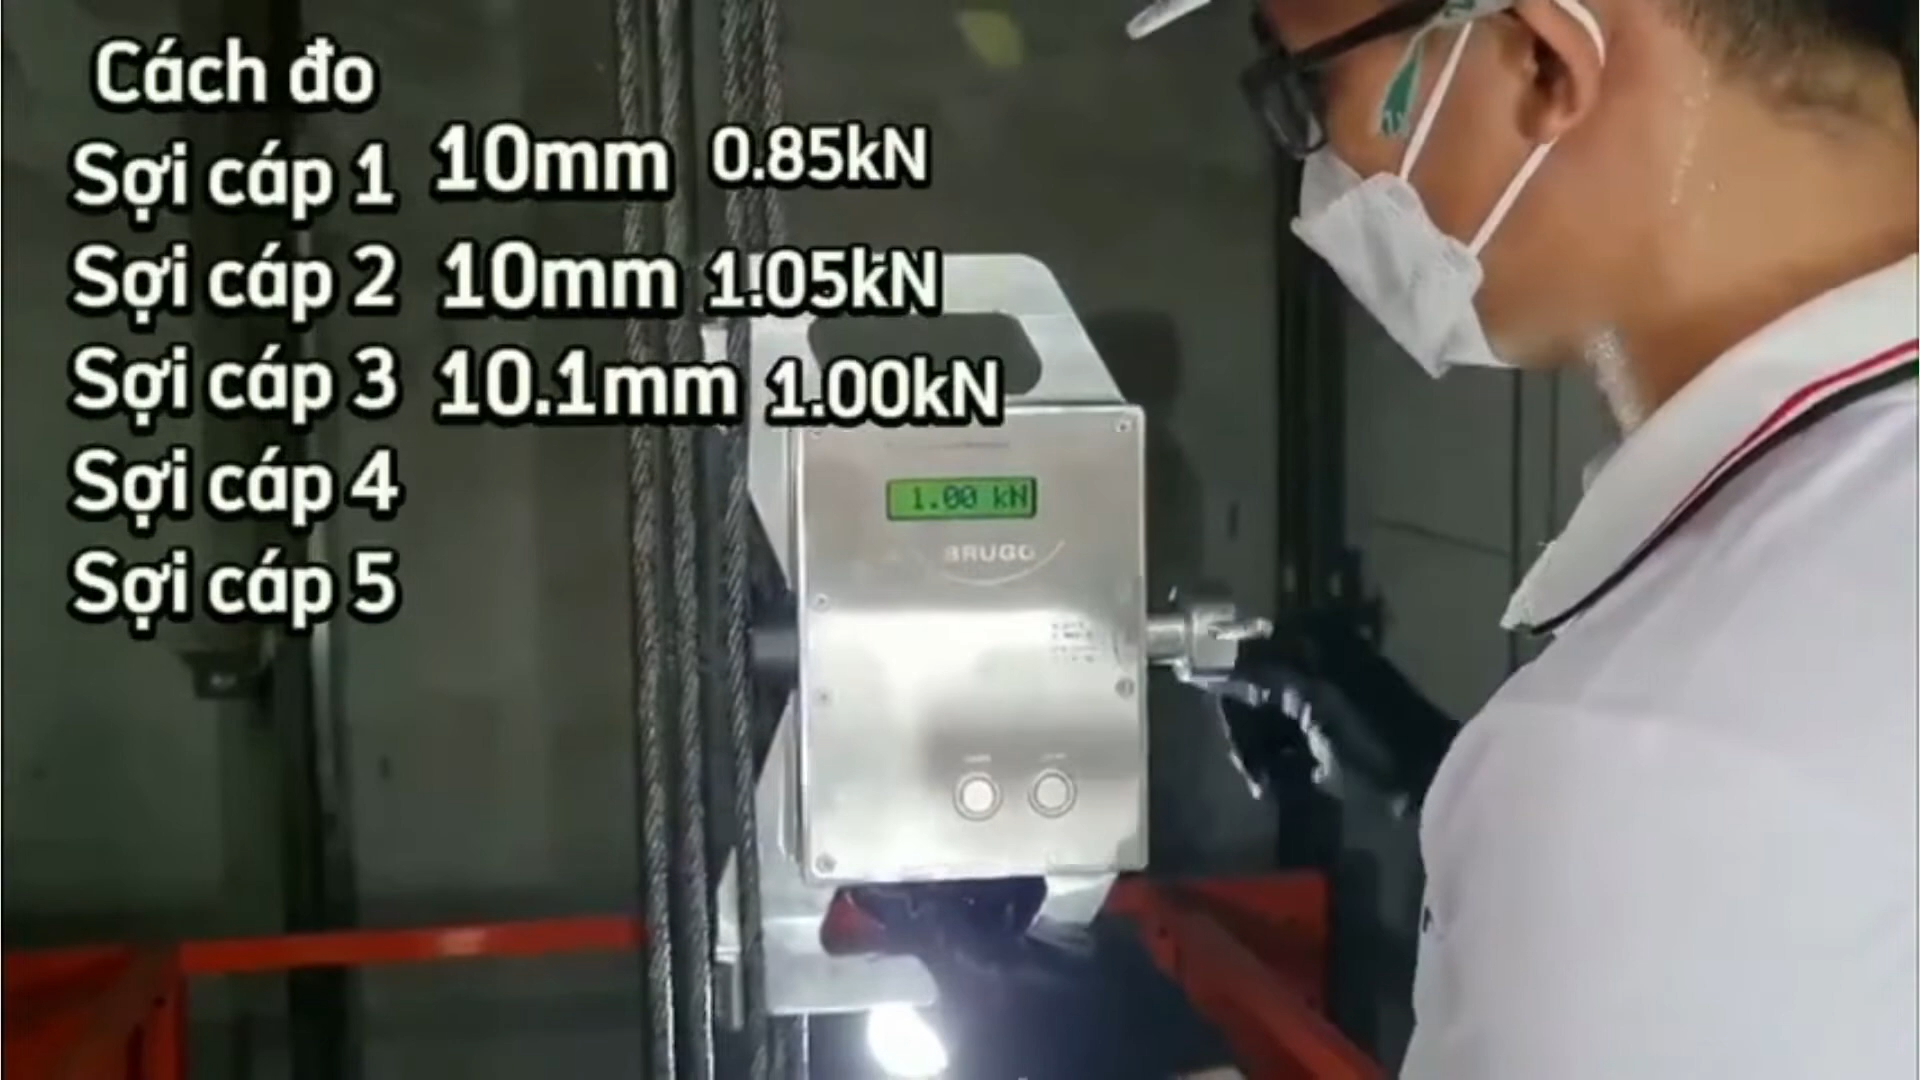 Cách đo
Sợi cáp 1 10mm 0.85kN
Sợi cáp 2 10mm 1.05kN
Sợi cáp 3 10.1mm 1.00kN
Sợi cáp 4
Sợi cáp 5
1.00 kN
BRUGG